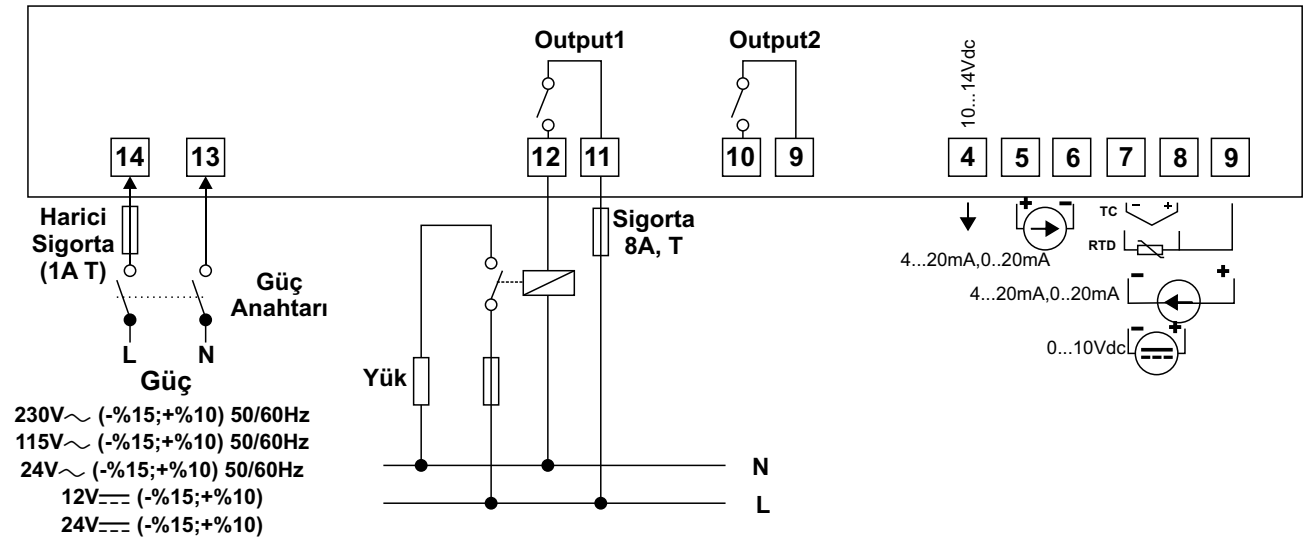 Output1
Output2
10...14Vdc
14
13
12
11
10
9
4
5
6
7
8
9
Harici
Sigorta
(1A T)
Güç
Anahtarı
L
N
Güç
230V～ (-%15;+%10) 50/60Hz
115V～ (-%15;+%10) 50/60Hz
24V～ (-%15;+%10) 50/60Hz
12V⎓ (-%15;+%10)
24V⎓ (-%15;+%10)
Sigorta
8A, T
Yük
N
L
+ -
TC - +
RTD
4...20mA,0..20mA
4...20mA,0..20mA - +
0...10Vdc - +